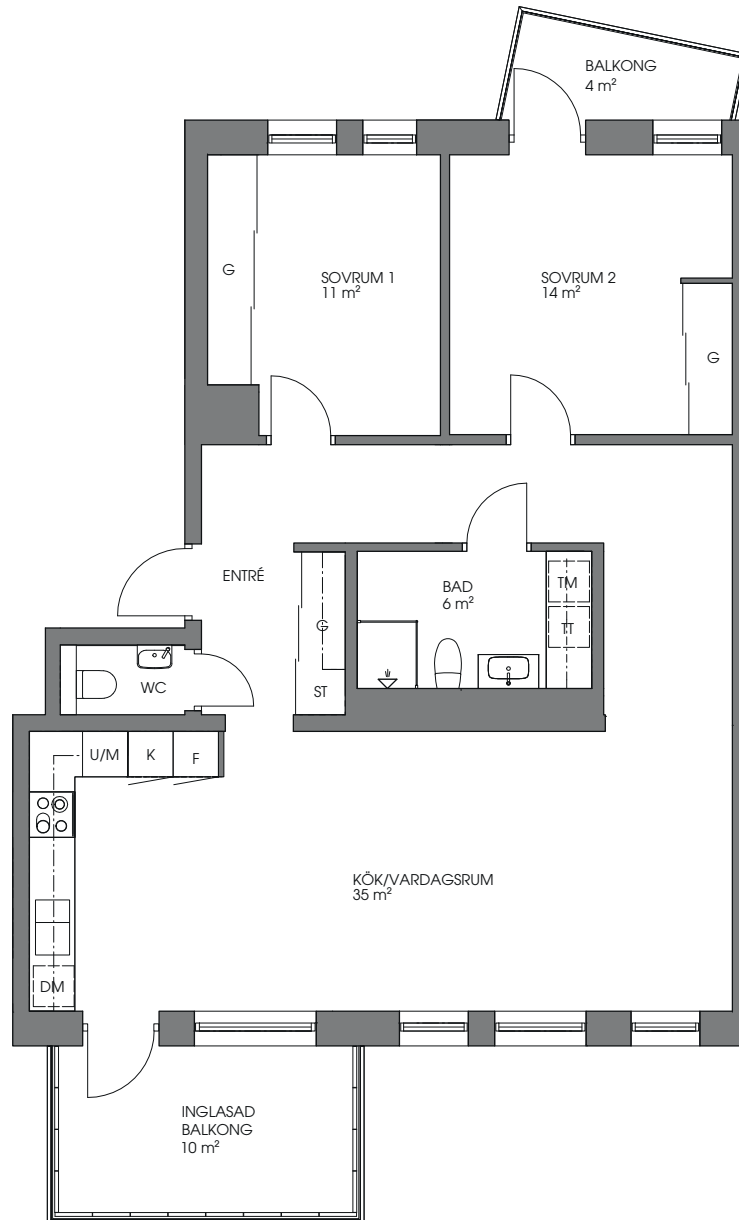 BALKONG
4 m²
G
SOVRUM 1
11 m²
SOVRUM 2
14 m²
G
ENTRÉ
G
ST
BAD
6 m²
TM
TT
WC
U/M
K
F
KÖK/VARDAGSRUM
35 m²
DM
INGLASAD
BALKONG
10 m²